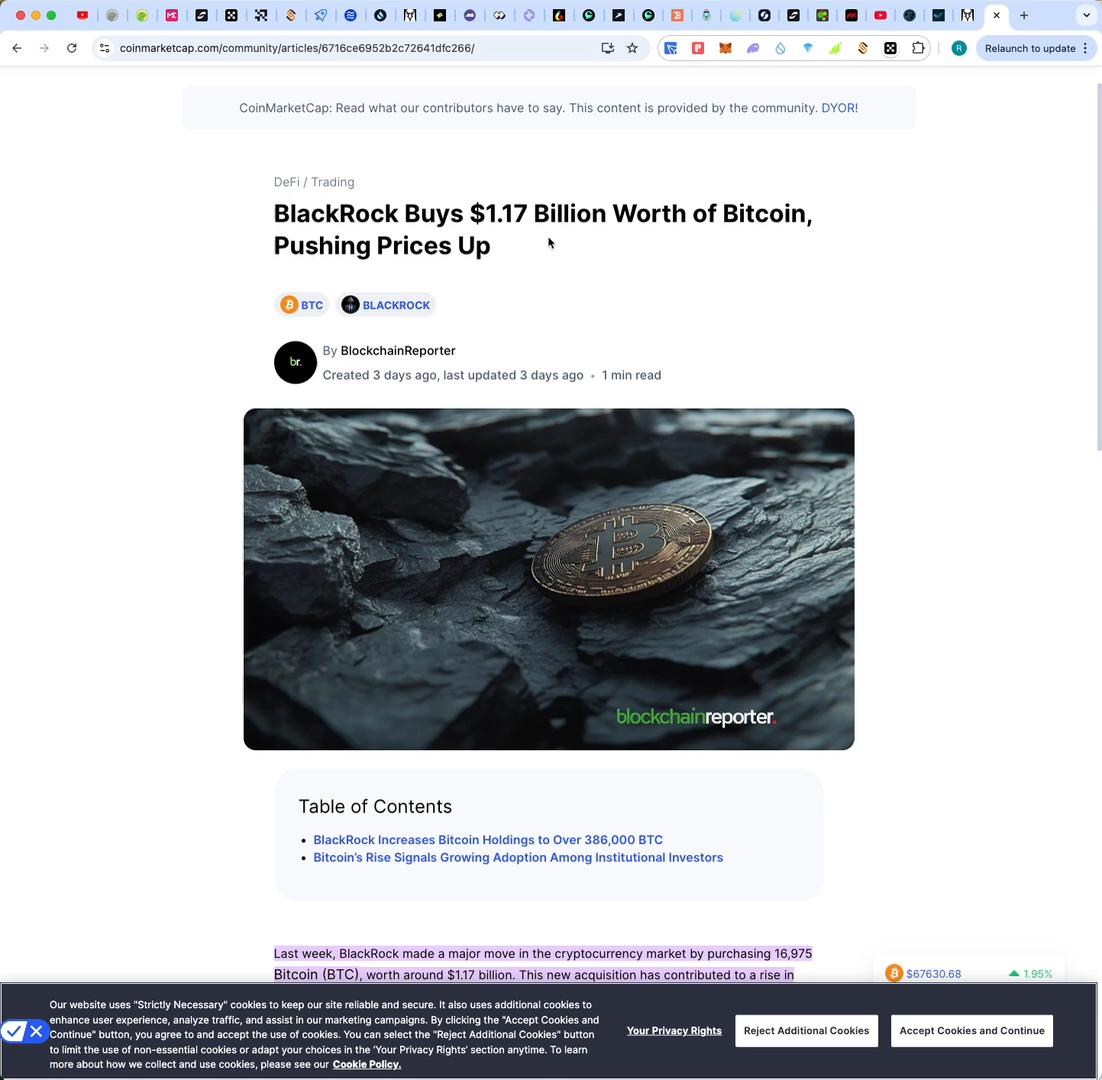 coinmarketcap.com/community/articles/6716ce6952b2c72641dfc266/
Relaunch to update
CoinMarketCap: Read what our contributors have to say. This content is provided by the community. DYOR!
DeFi / Trading
BlackRock Buys $1.17 Billion Worth of Bitcoin,
Pushing Prices Up
BTC
BLACKROCK
br.
By BlockchainReporter
Created 3 days ago, last updated 3 days ago • 1 min read
blockchainreporter.
Table of Contents
• BlackRock Increases Bitcoin Holdings to Over 386,000 BTC
• Bitcoin’s Rise Signals Growing Adoption Among Institutional Investors
Last week, BlackRock made a major move in the cryptocurrency market by purchasing 16,975
Bitcoin (BTC), worth around $1.17 billion. This new acquisition has contributed to a rise in
$67630.68
1.95%
Our website uses "Strictly Necessary" cookies to keep our site reliable and secure. It also uses additional cookies to
enhance user experience, analyze traffic, and assist in our marketing campaigns. By clicking the "Accept Cookies and
Continue" button, you agree to and accept the use of cookies. You can select the "Reject Additional Cookies" button
to limit the use of non-essential cookies or adapt your choices in the ‘Your Privacy Rights’ section anytime. To learn
more about how we collect and use cookies, please see our Cookie Policy.
Your Privacy Rights
Reject Additional Cookies
Accept Cookies and Continue